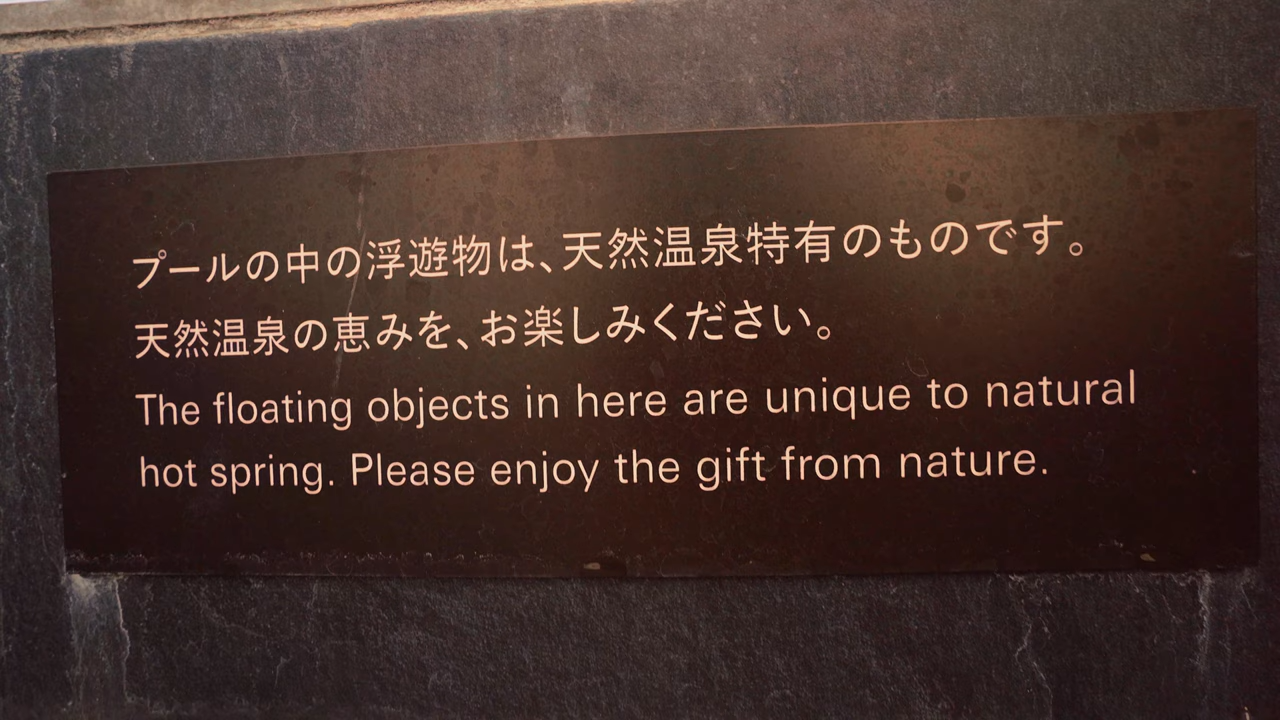 プールの中の浮遊物は、天然温泉特有のものです。
天然温泉の恵みを、お楽しみください。
The floating objects in here are unique to natural
hot spring. Please enjoy the gift from nature.